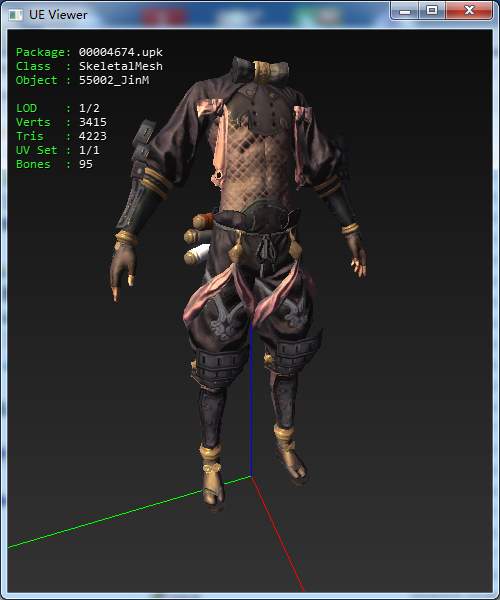 UE Viewer
Package: 00004674.upk
Class : SkeletalMesh
Object : 55002_JinM
LOD : 1/2
Verts : 3415
Tris : 4223
UV Set : 1/1
Bones : 95